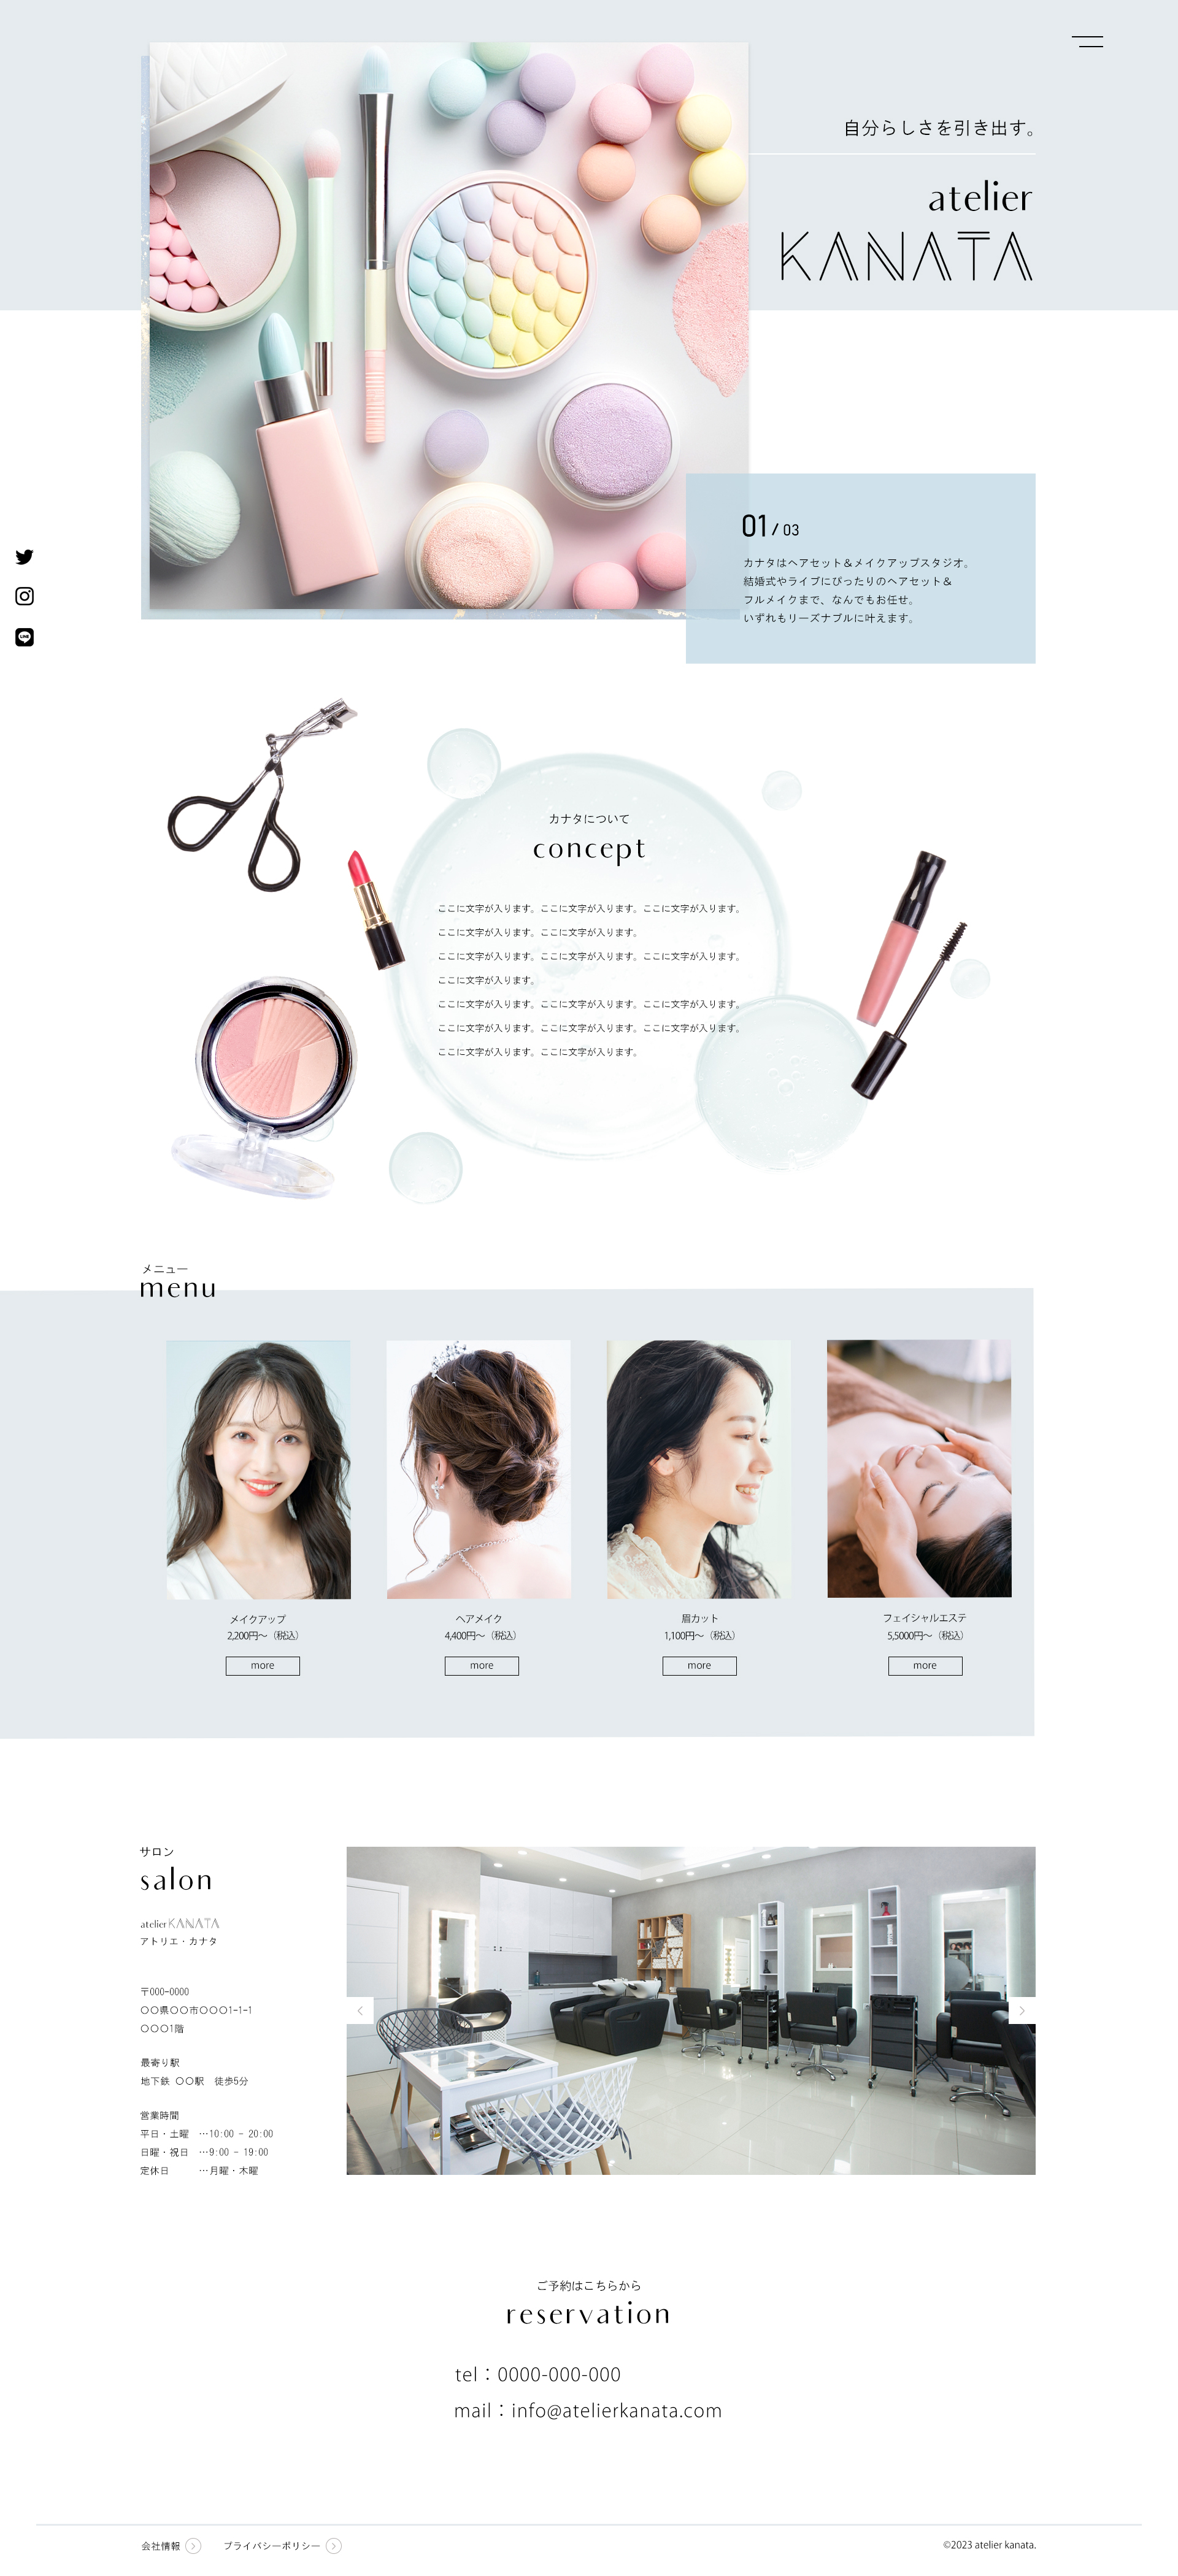 自分らしさを引き出す。
atelier
KANATA
01 / 03
カナタはヘアセット＆メイクアップスタジオ。
結婚式やライブにぴったりのヘアセット＆
フルメイクまで、なんでもお任せ。
いずれもリーズナブルに叶えます。
LINE
カナタについて
concept
ここに文字が入ります。ここに文字が入ります。ここに文字が入ります。
ここに文字が入ります。ここに文字が入ります。
ここに文字が入ります。ここに文字が入ります。ここに文字が入ります。
ここに文字が入ります。
ここに文字が入ります。ここに文字が入ります。ここに文字が入ります。
ここに文字が入ります。ここに文字が入ります。ここに文字が入ります。
ここに文字が入ります。ここに文字が入ります。
メニュー
menu
メイクアップ
2,200円〜（税込）
more
ヘアメイク
4,400円〜（税込）
more
眉カット
1,100円〜（税込）
more
フェイシャルエステ
5,5000円〜（税込）
more
サロン
salon
atelier KANATA
アトリエ・カナタ
〒000-0000
〇〇県〇〇市〇〇〇1-1-1
〇〇〇1階
最寄り駅
地下鉄 〇〇駅 徒歩5分
営業時間
平日・土曜 …10:00 - 20:00
日曜・祝日 …9:00 - 19:00
定休日 …月曜・木曜
ご予約はこちらから
reservation
tel：0000-000-000
mail：info@atelierkanata.com
会社情報 プライバシーポリシー ©2023 atelier kanata.